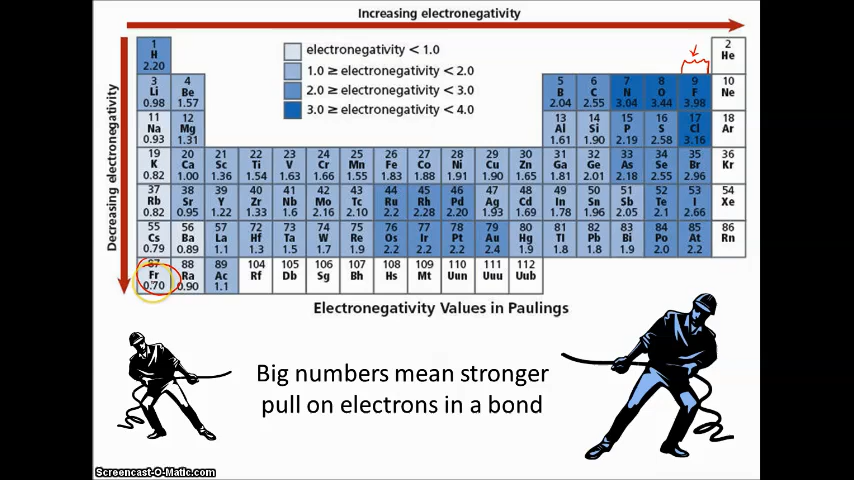 Increasing electronegativity
Decreasing electronegativity
electronegativity < 1.0
1.0 ≥ electronegativity < 2.0
2.0 ≥ electronegativity < 3.0
3.0 ≥ electronegativity < 4.0
1 2
H He
2.20
3 4 5 6 7 8 9 10
Li Be B C N O F Ne
0.98 1.57 2.04 2.55 3.04 3.44 3.98
11 12 13 14 15 16 17 18
Na Mg Al Si P S Cl Ar
0.93 1.31 1.61 1.90 2.19 2.58 3.16
19 20 21 22 23 24 25 26 27 28 29 30 31 32 33 34 35 36
K Ca Sc Ti V Cr Mn Fe Co Ni Cu Zn Ga Ge As Se Br Kr
0.82 1.00 1.36 1.54 1.63 1.66 1.55 1.83 1.88 1.91 1.90 1.65 1.81 2.01 2.18 2.55 2.96
37 38 39 40 41 42 43 44 45 46 47 48 49 50 51 52 53 54
Rb Sr Y Zr Nb Mo Tc Ru Rh Pd Ag Cd In Sn Sb Te I Xe
0.82 0.95 1.22 1.33 1.6 2.16 2.10 2.2 2.28 2.20 1.93 1.69 1.78 1.96 2.05 2.1 2.66
55 56 57 72 73 74 75 76 77 78 79 80 81 82 83 84 85 86
Cs Ba La Hf Ta W Re Os Ir Pt Au Hg Tl Pb Bi Po At Rn
0.79 0.89 1.1 1.3 1.5 1.7 1.9 2.2 2.2 2.2 2.4 1.9 1.8 1.8 1.9 2.0 2.2
87 88 89 104 105 106 107 108 109 110 111 112
Fr Ra Ac Rf Db Sg Bh Hs Mt Uun Uuu Uub
0.70 0.90 1.1
Electronegativity Values in Paulings
Big numbers mean stronger
pull on electrons in a bond
Screencast-O-Matic.com